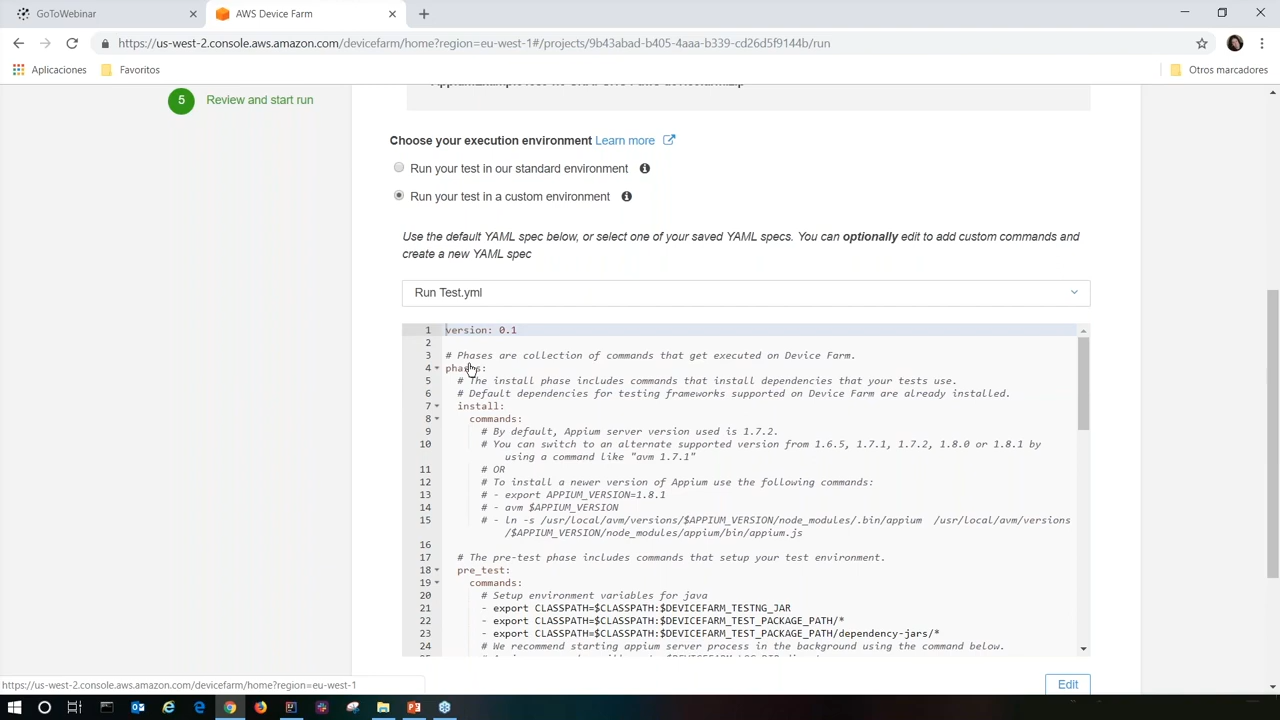 GoToWebinar
AWS Device Farm
https://us-west-2.console.aws.amazon.com/devicefarm/home?region=eu-west-1#/projects/9b43abad-b405-4aaa-b339-cd26d5f9144b/run
Aplicaciones
Favoritos
Otros marcadores
5 Review and start run
Choose your execution environment Learn more
Run your test in our standard environment
Run your test in a custom environment
Use the default YAML spec below, or select one of your saved YAML specs. You can optionally edit to add custom commands and
create a new YAML spec
Run Test.yml
1 version: 0.1
2
3 # Phases are collection of commands that get executed on Device Farm.
4 phases:
5 # The install phase includes commands that install dependencies that your tests use.
6 # Default dependencies for testing frameworks supported on Device Farm are already installed.
7 install:
8 commands:
9 # By default, Appium server version used is 1.7.2.
10 # You can switch to an alternate supported version from 1.6.5, 1.7.1, 1.7.2, 1.8.0 or 1.8.1 by
using a command like "avm 1.7.1"
11 # OR
12 # To install a newer version of Appium use the following commands:
13 # - export APPIUM_VERSION=1.8.1
14 # - avm $APPIUM_VERSION
15 # - ln -s /usr/local/avm/versions/$APPIUM_VERSION/node_modules/.bin/appium /usr/local/avm/versions
/$APPIUM_VERSION/node_modules/appium/bin/appium.js
16
17 # The pre-test phase includes commands that setup your test environment.
18 pre_test:
19 commands:
20 # Setup environment variables for java
21 - export CLASSPATH=$CLASSPATH:$DEVICEFARM_TESTNG_JAR
22 - export CLASSPATH=$CLASSPATH:$DEVICEFARM_TEST_PACKAGE_PATH/*
23 - export CLASSPATH=$CLASSPATH:$DEVICEFARM_TEST_PACKAGE_PATH/dependency-jars/*
24 # We recommend starting appium server process in the background using the command below.
Edit
https://us-west-2.console.aws.amazon.com/devicefarm/home?region=eu-west-1